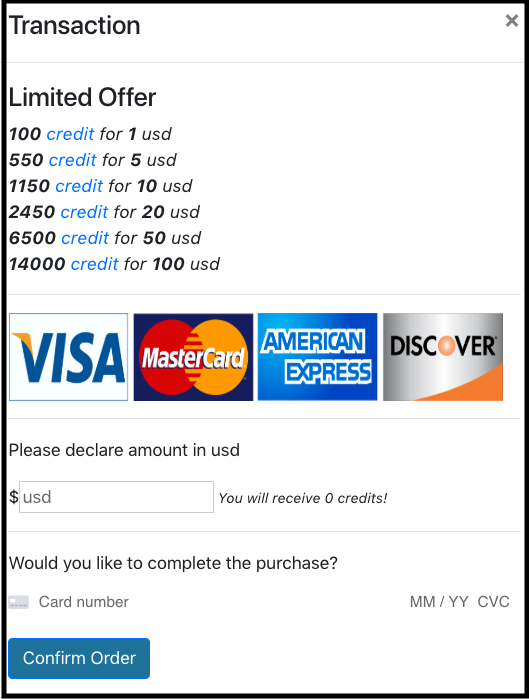 Transaction ×
Limited Offer
100 credit for 1 usd
550 credit for 5 usd
1150 credit for 10 usd
2450 credit for 20 usd
6500 credit for 50 usd
14000 credit for 100 usd
VISA MasterCard AMERICAN EXPRESS DISCOVER
Please declare amount in usd
$ usd You will receive 0 credits!
Would you like to complete the purchase?
Card number MM / YY CVC
Confirm Order